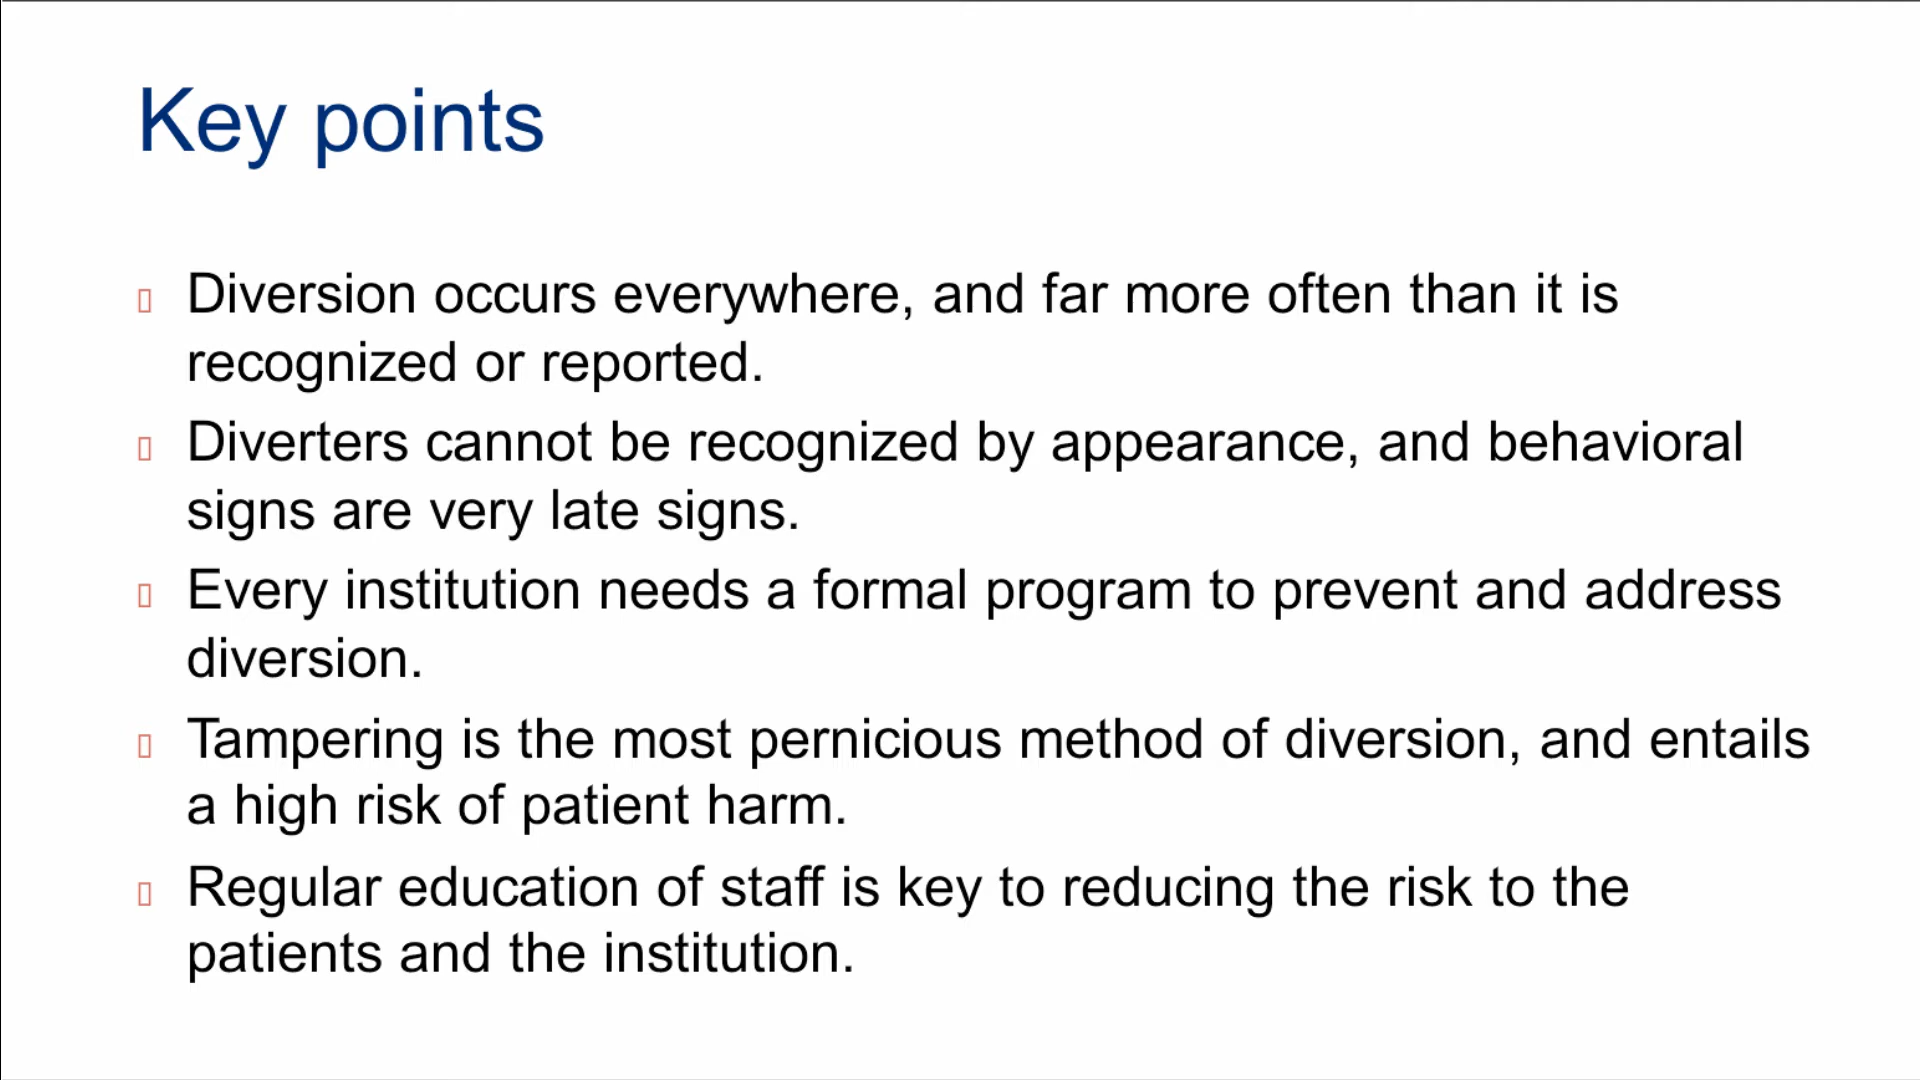 Key points
Diversion occurs everywhere, and far more often than it is
recognized or reported.
Diverters cannot be recognized by appearance, and behavioral
signs are very late signs.
Every institution needs a formal program to prevent and address
diversion.
Tampering is the most pernicious method of diversion, and entails
a high risk of patient harm.
Regular education of staff is key to reducing the risk to the
patients and the institution.